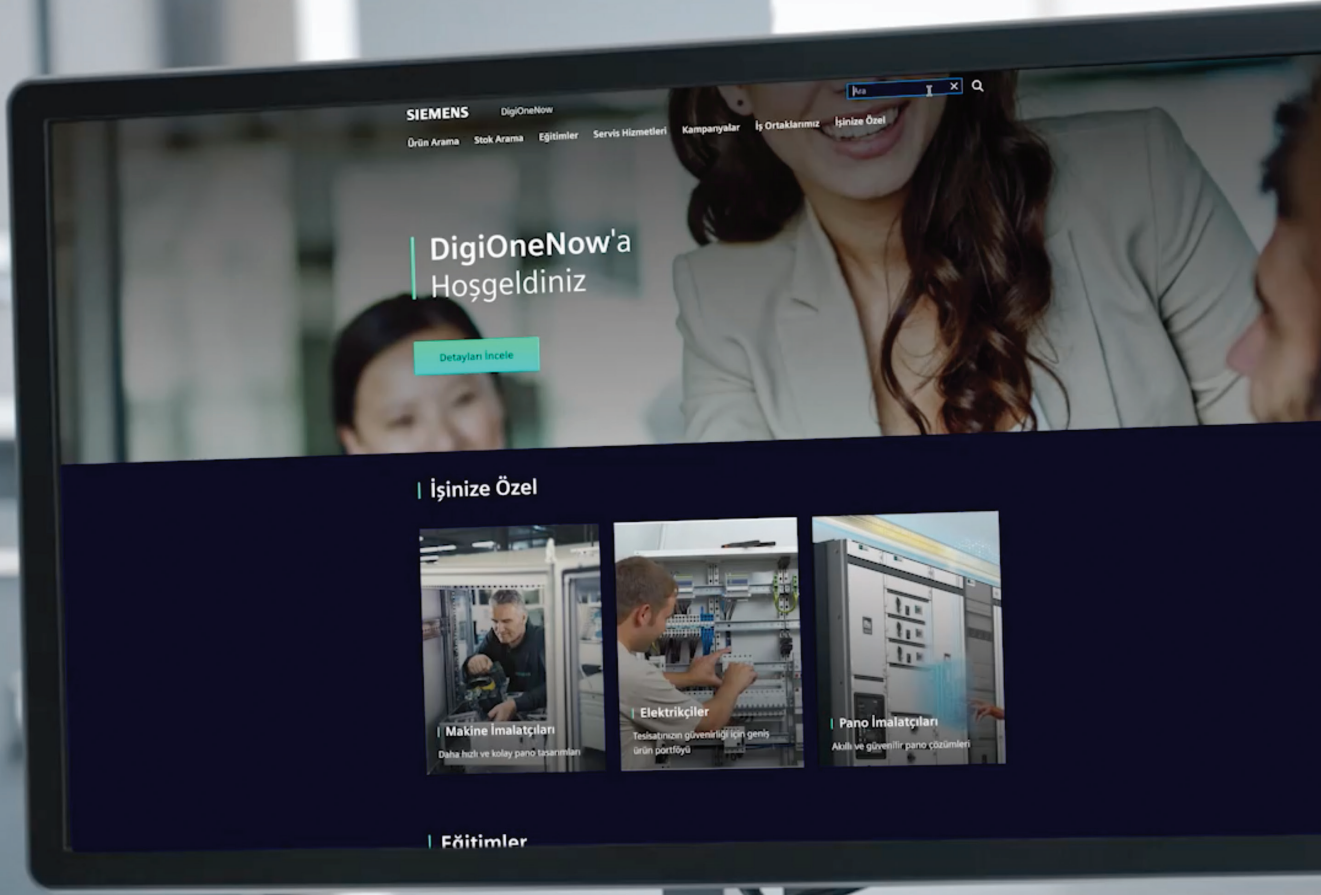 SIEMENS
DigiOneNow
Ara
Ürün Arama
Stok Arama
Eğitimler
Servis Hizmetleri
Kampanyalar
İş Ortaklarımız
İşinize Özel
DigiOneNow'a
Hoşgeldiniz
Detayları İncele
İşinize Özel
Makine İmalatçıları
Daha hızlı ve kolay pano tasarımları
Elektrikçiler
Tesisatınızın güvenirliği için geniş
ürün portföyü
Pano İmalatçıları
Akıllı ve güvenilir pano çözümleri
Eğitimler